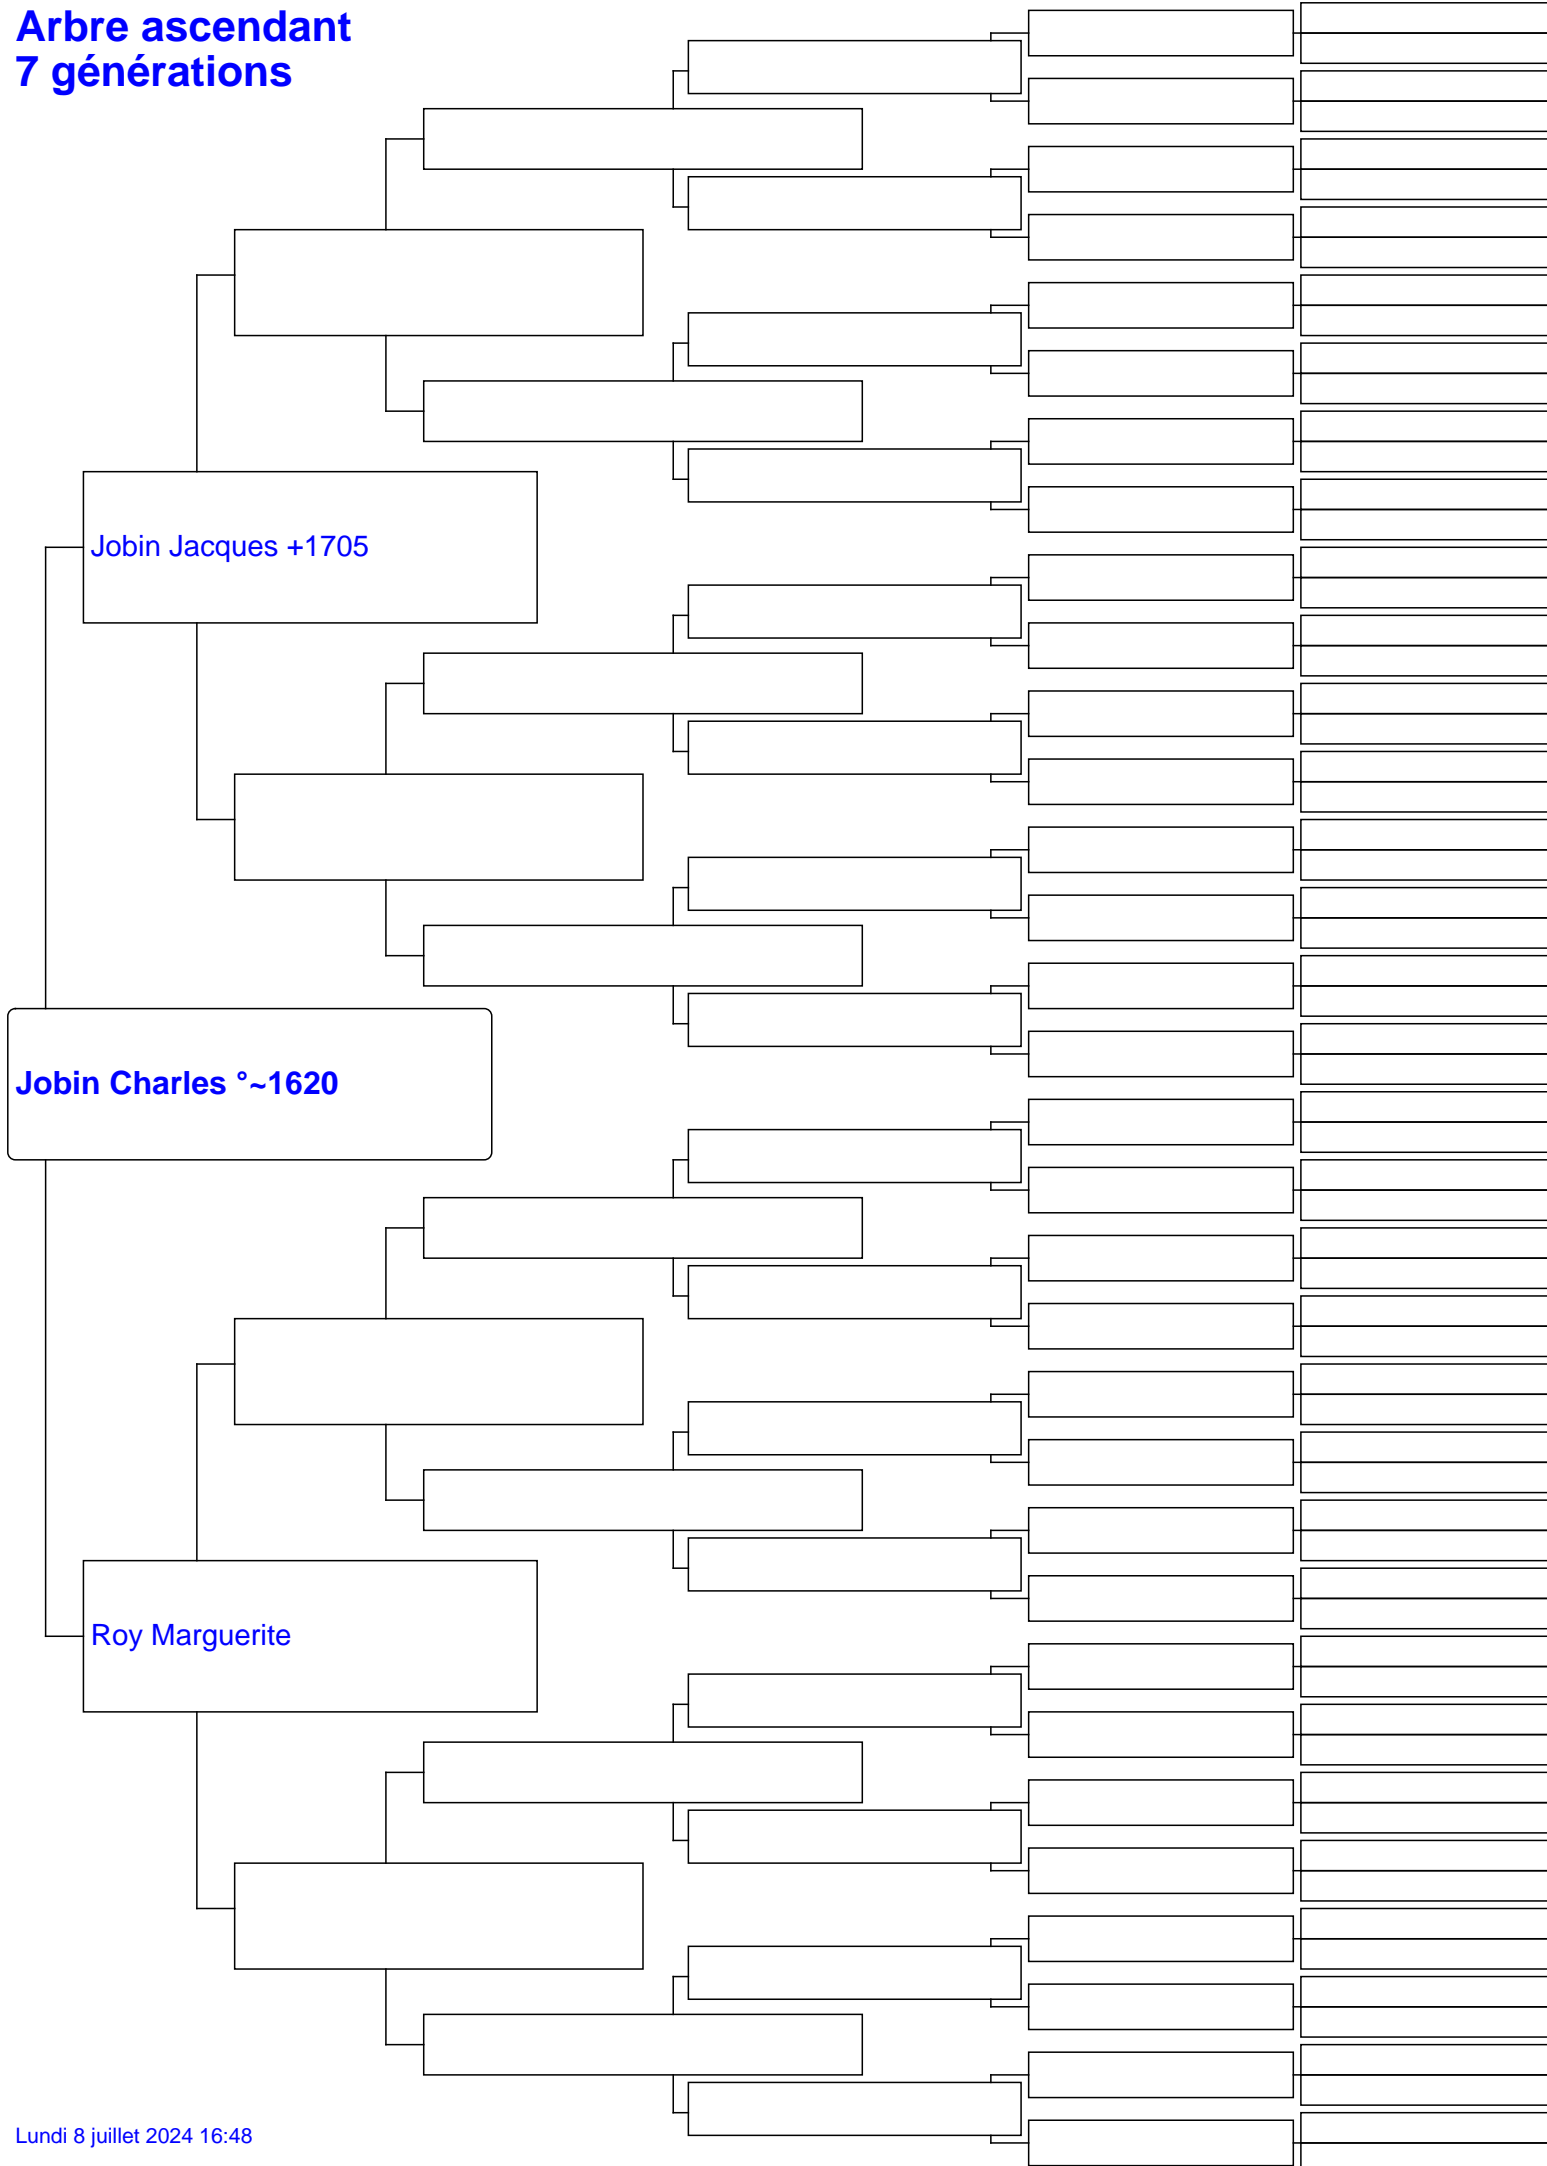 Arbre ascendant
7 générations
Jobin Jacques +1705
Jobin Charles °~1620
Roy Marguerite
Lundi 8 juillet 2024 16:48